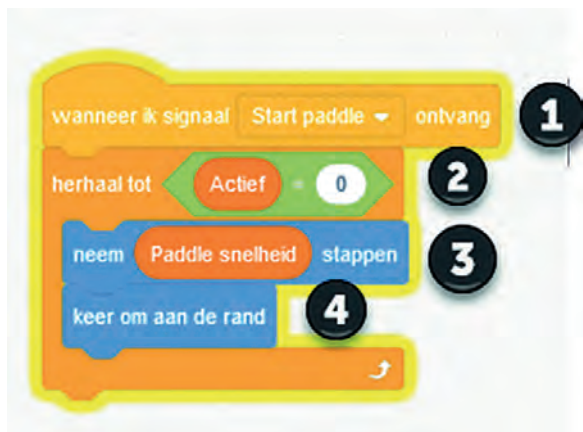 wanneer ik signaal Start paddle ontvang 1
herhaal tot Actief = 0 2
neem Paddle snelheid stappen 3
keer om aan de rand 4